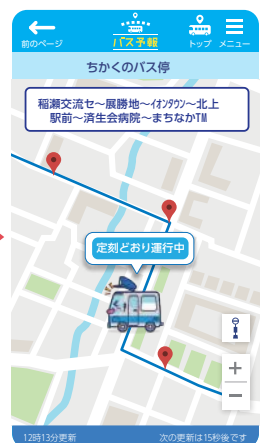 前のページ
バス予報
トップ
メニュー
ちかくのバス停
稲瀬交流セ〜展勝地〜イオンタウン〜北上
駅前〜済生会病院〜まちなかTM
定刻どおり運行中
+
−
12時13分更新
次の更新は15秒後です